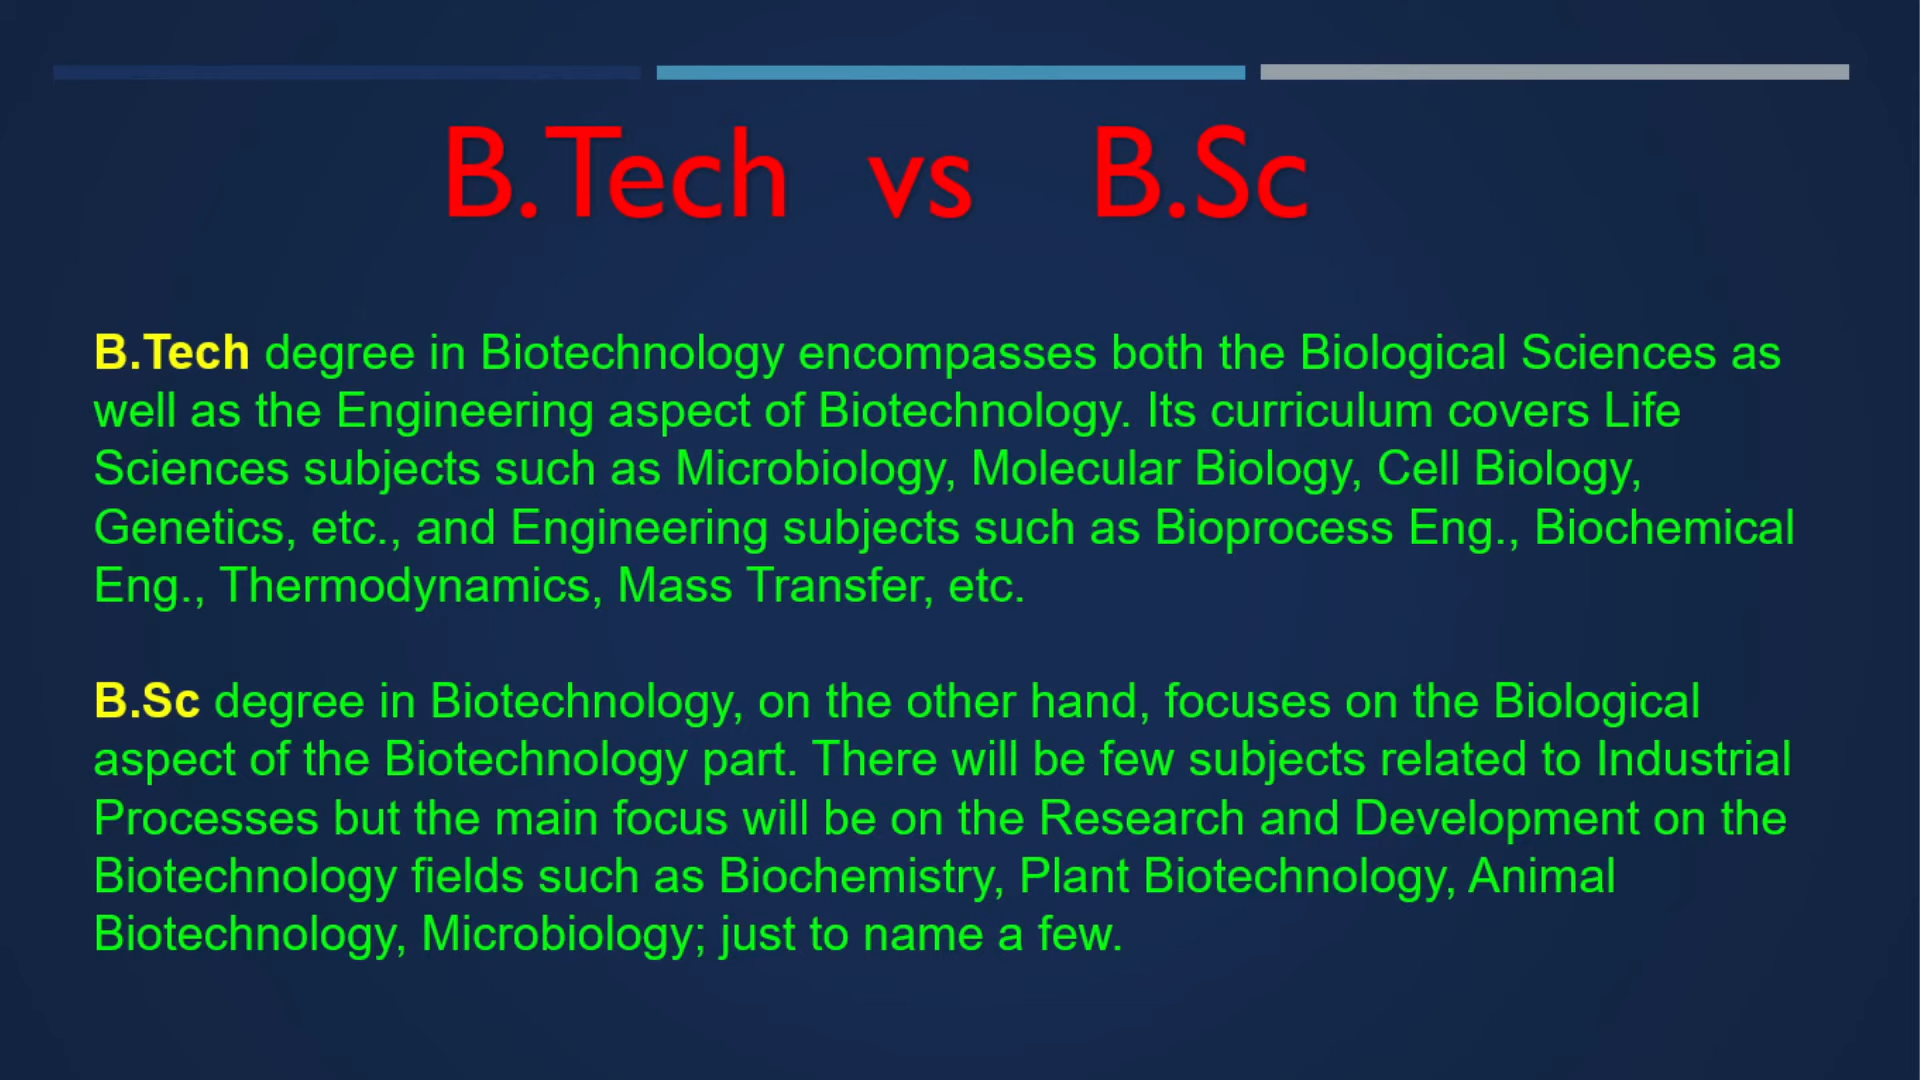 B.Tech vs B.Sc
B.Tech degree in Biotechnology encompasses both the Biological Sciences as
well as the Engineering aspect of Biotechnology. Its curriculum covers Life
Sciences subjects such as Microbiology, Molecular Biology, Cell Biology,
Genetics, etc., and Engineering subjects such as Bioprocess Eng., Biochemical
Eng., Thermodynamics, Mass Transfer, etc.
B.Sc degree in Biotechnology, on the other hand, focuses on the Biological
aspect of the Biotechnology part. There will be few subjects related to Industrial
Processes but the main focus will be on the Research and Development on the
Biotechnology fields such as Biochemistry, Plant Biotechnology, Animal
Biotechnology, Microbiology; just to name a few.